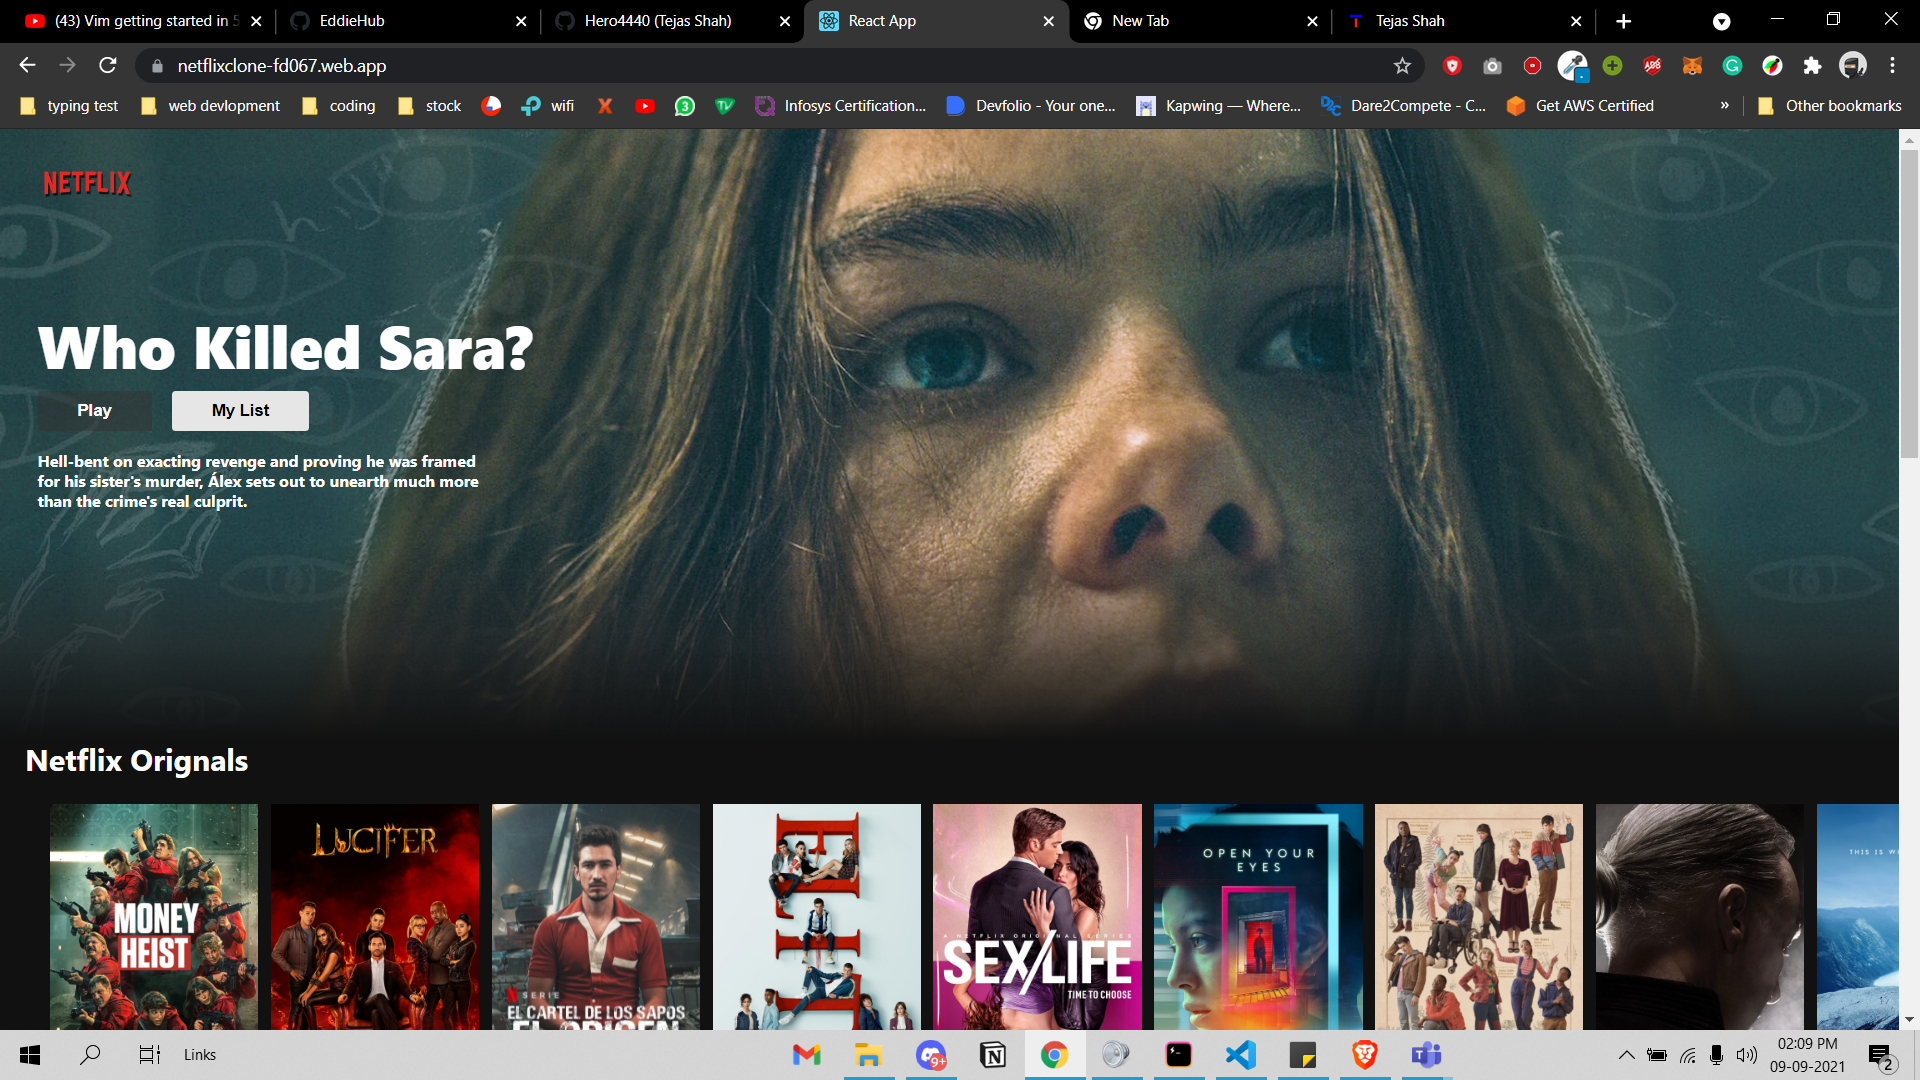 (43) Vim getting started in 5
EddieHub
Hero4440 (Tejas Shah)
React App
New Tab
Tejas Shah
netflixclone-fd067.web.app
typing test
web devlopment
coding
stock
wifi
Infosys Certification...
Devfolio - Your one...
Kapwing — Where...
Dare2Compete - C...
Get AWS Certified
»
Other bookmarks
NETFLIX
Who Killed Sara?
Play
My List
Hell-bent on exacting revenge and proving he was framed
for his sister's murder, Álex sets out to unearth much more
than the crime's real culprit.
Netflix Orignals
MONEY
HEIST
LUCIFER
SERIE
EL CARTEL DE LOS SAPOS
EL ORIGEN
A NETFLIX ORIGINAL SERIES
SEX/LIFE
TIME TO CHOOSE
OPEN YOUR
EYES
THIS IS
Links
9+
02:09 PM
09-09-2021
2